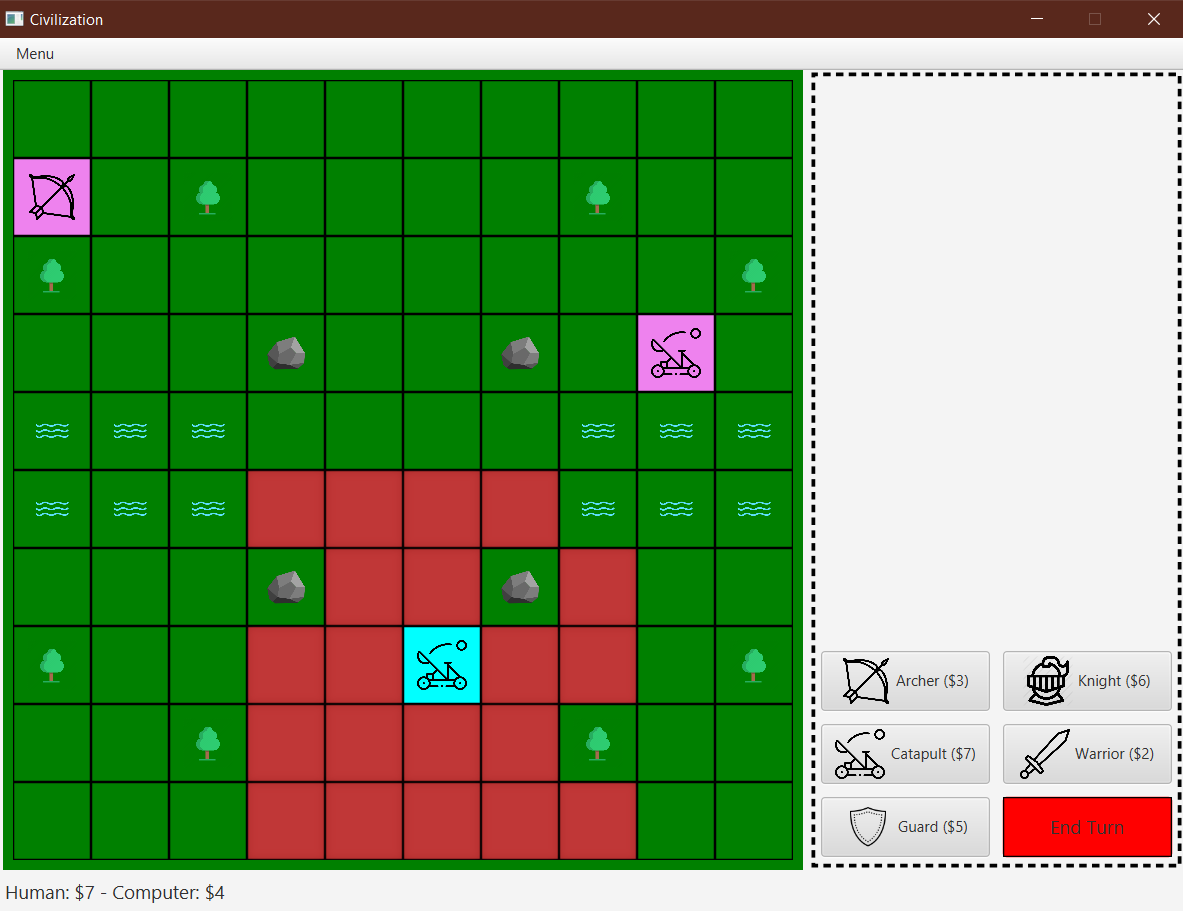 Civilization
Menu
Archer ($3)
Knight ($6)
Catapult ($7)
Warrior ($2)
Guard ($5)
End Turn
Human: $7 - Computer: $4